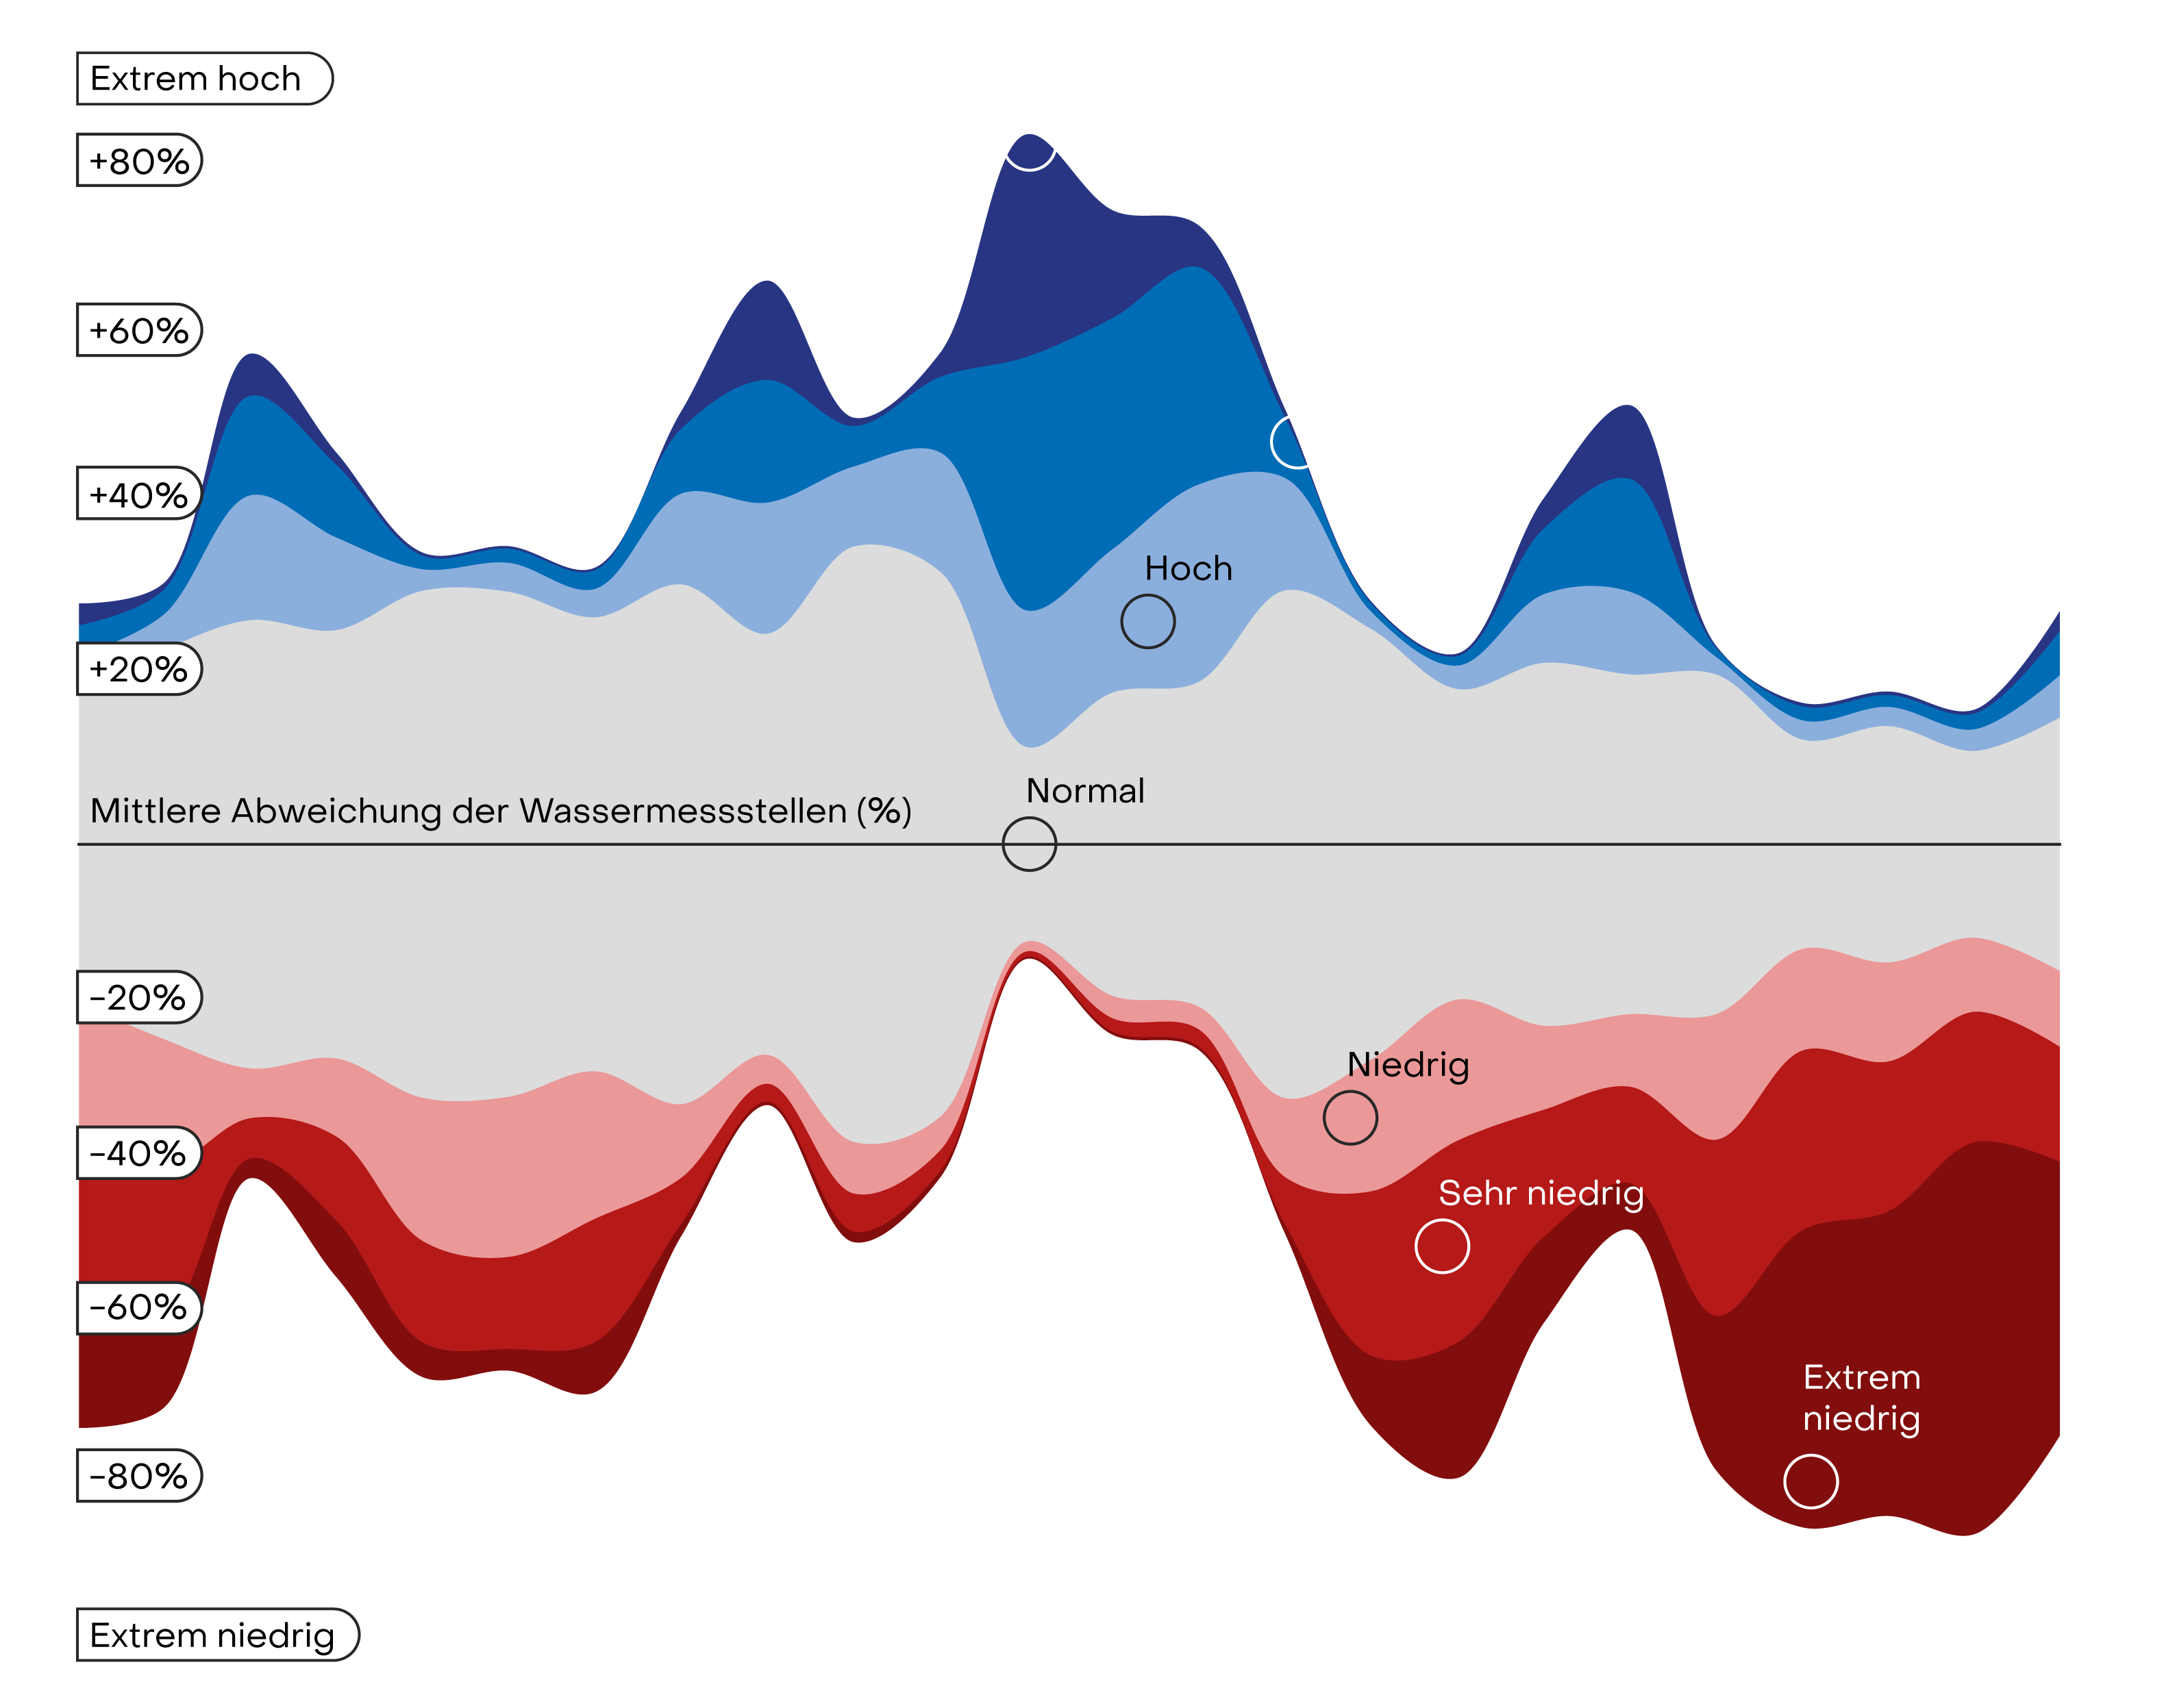 Extrem hoch
+80%
+60%
+40%
Hoch
+20%
Normal
Mittlere Abweichung der Wassermessstellen (%)
–20%
Niedrig
–40%
Sehr niedrig
–60%
Extrem
niedrig
–80%
Extrem niedrig